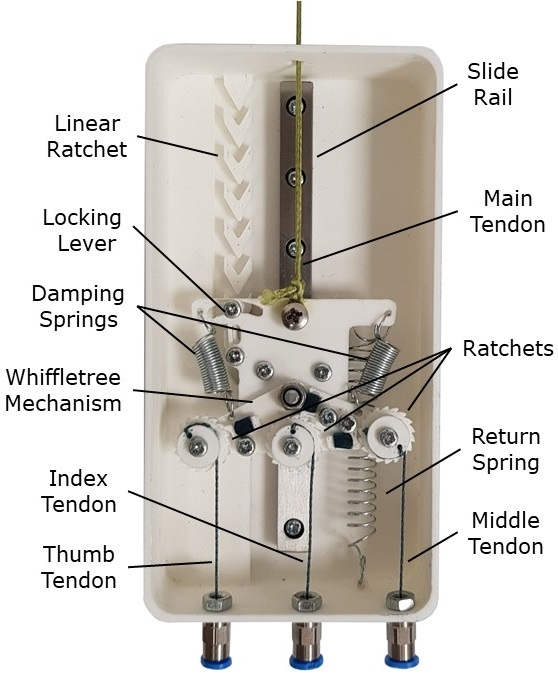 Slide
Rail
Linear
Ratchet
Main
Tendon
Locking
Lever
Damping
Springs
Ratchets
Whiffletree
Mechanism
Return
Spring
Index
Tendon
Middle
Tendon
Thumb
Tendon